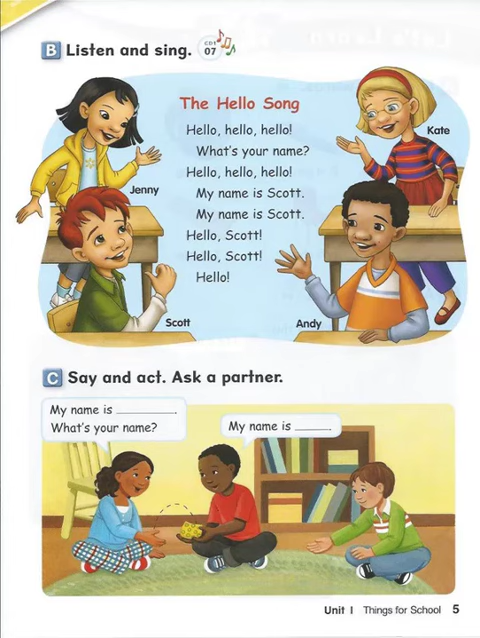 B Listen and sing. CD1 07
The Hello Song
Hello, hello, hello!
What's your name?
Hello, hello, hello!
My name is Scott.
My name is Scott.
Hello, Scott!
Hello, Scott!
Hello!
Jenny
Kate
Scott
Andy
C Say and act. Ask a partner.
My name is ________.
What's your name?
My name is _____.
Unit 1 Things for School 5